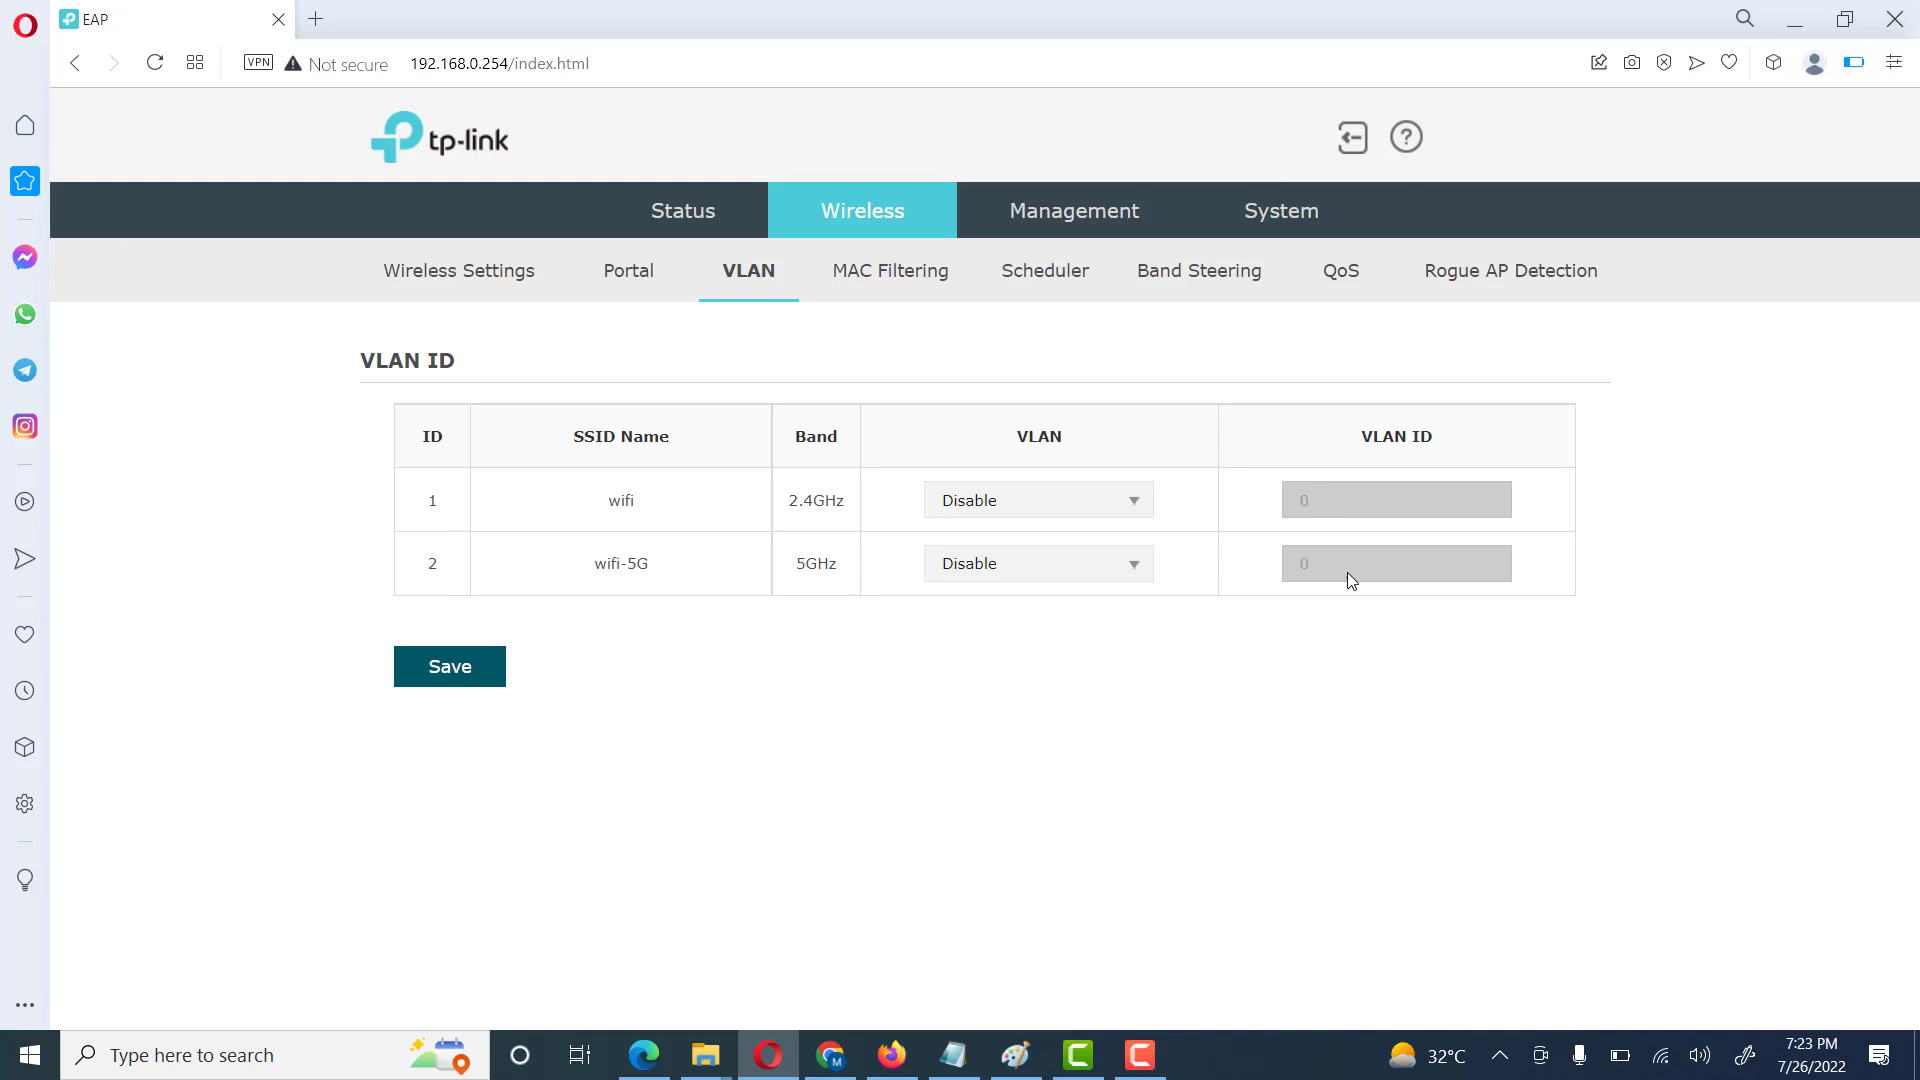 EAP
VPN Not secure 192.168.0.254/index.html
tp-link
Status Wireless Management System
Wireless Settings Portal VLAN MAC Filtering Scheduler Band Steering QoS Rogue AP Detection
VLAN ID
ID SSID Name Band VLAN VLAN ID
1 wifi 2.4GHz Disable 0
2 wifi-5G 5GHz Disable 0
Save
Type here to search
32°C
7:23 PM
7/26/2022